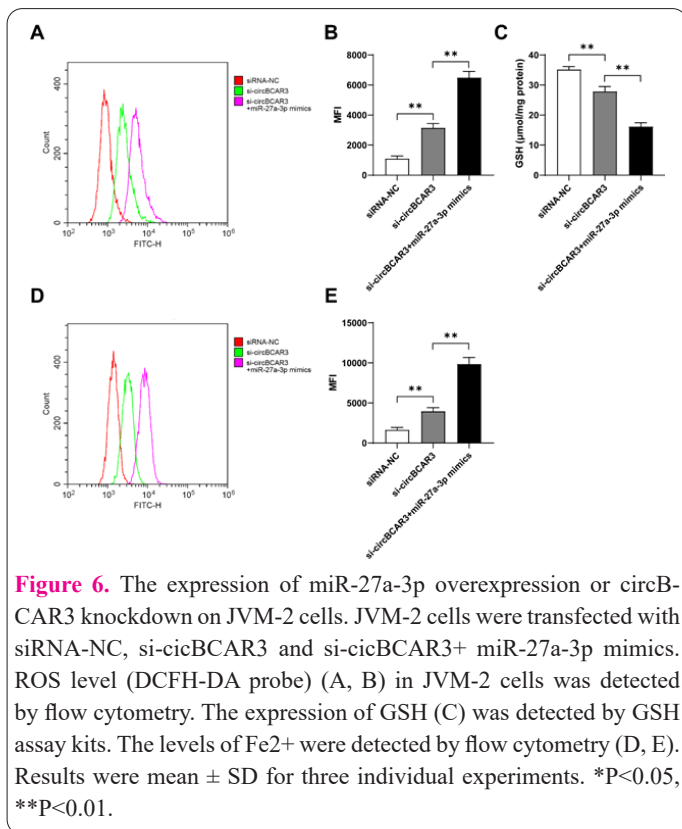 A
400
200
0
Count
10² 10³ 10⁴ 10⁵ 10⁶
FITC-H
siRNA-NC
si-circBCAR3
si-circBCAR3
+miR-27a-3p mimics
B
8000
6000
4000
2000
0
MFI
**
**
siRNA-NC
si-circBCAR3
si-circBCAR3+miR-27a-3p mimics
C
40
30
20
10
0
GSH (μmol/mg protein)
**
**
siRNA-NC
si-circBCAR3
si-circBCAR3+miR-27a-3p mimics
D
400
200
0
Count
10² 10³ 10⁴ 10⁵ 10⁶
FITC-H
siRNA-NC
si-circBCAR3
si-circBCAR3
+miR-27a-3p mimics
E
15000
10000
5000
0
MFI
**
**
siRNA-NC
si-circBCAR3
si-circBCAR3+miR-27a-3p mimics
Figure 6. The expression of miR-27a-3p overexpression or circB-
CAR3 knockdown on JVM-2 cells. JVM-2 cells were transfected with
siRNA-NC, si-cicBCAR3 and si-cicBCAR3+ miR-27a-3p mimics.
ROS level (DCFH-DA probe) (A, B) in JVM-2 cells was detected
by flow cytometry. The expression of GSH (C) was detected by GSH
assay kits. The levels of Fe2+ were detected by flow cytometry (D, E).
Results were mean ± SD for three individual experiments. *P<0.05,
**P<0.01.